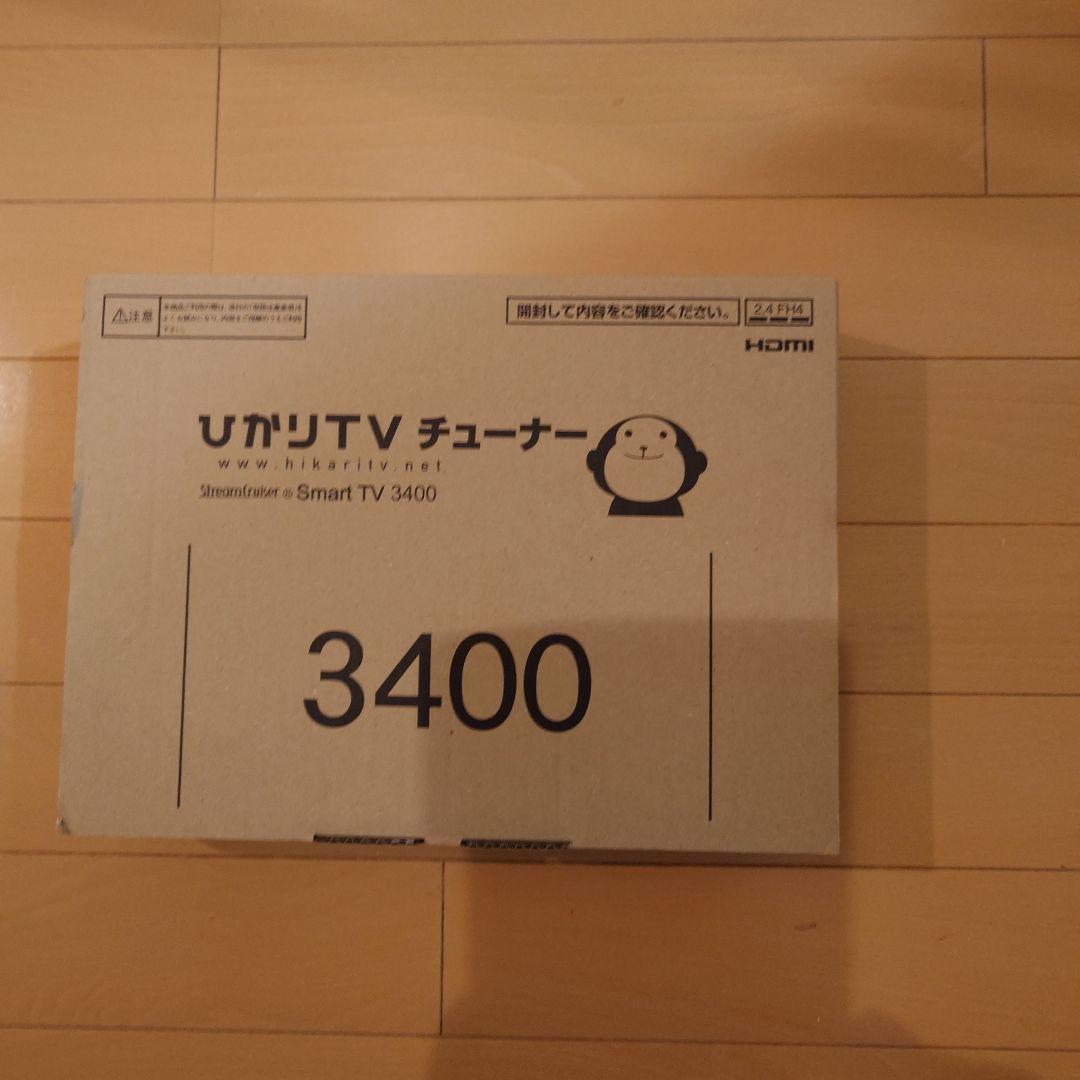 注意
開封して内容をご確認ください。
2.4 FH4
HDMI
ひかりTV チューナー
www.hikaritv.net
StreamCruiser ® Smart TV 3400
3400